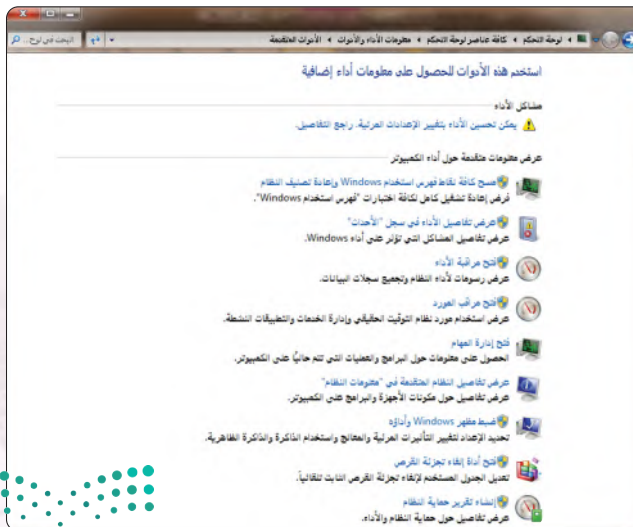 لوحة التحكم ‹ كافة عناصر لوحة التحكم ‹ معلومات الأداء والأدوات ‹ الأدوات المتقدمة
البحث في لوح...
استخدم هذه الأدوات للحصول على معلومات أداء إضافية
مشاكل الأداء
يمكن تحسين الأداء بتغيير الإعدادات المرئية. راجع التفاصيل.
عرض معلومات متقدمة حول أداء الكمبيوتر
مسح كافة نقاط فهرس استخدام Windows وإعادة تصنيف النظام
فرض إعادة تشغيل كامل لكافة اختبارات "فهرس استخدام Windows".
عرض تفاصيل الأداء في سجل "الأحداث"
عرض تفاصيل المشاكل التي تؤثر على أداء Windows.
فتح مراقبة الأداء
عرض رسومات لأداء النظام وتجميع سجلات البيانات.
فتح مراقب المورد
عرض استخدام مورد نظام التوقيت الحقيقي وإدارة الخدمات والتطبيقات النشطة.
فتح إدارة المهام
الحصول على معلومات حول البرامج والعمليات التي تتم حاليًا على الكمبيوتر.
عرض تفاصيل النظام المتقدمة في "معلومات النظام"
عرض تفاصيل حول مكونات الأجهزة والبرامج على الكمبيوتر.
ضبط مظهر Windows وأداؤه
تحديد الإعداد لتغيير التأثيرات المرئية والمعالج واستخدام الذاكرة والذاكرة الظاهرية.
فتح أداة إلغاء تجزئة القرص
تعديل الجدول المستخدم لإلغاء تجزئة القرص الثابت تلقائياً.
إنشاء تقرير حماية النظام
عرض تفاصيل حول حماية النظام والأداء.